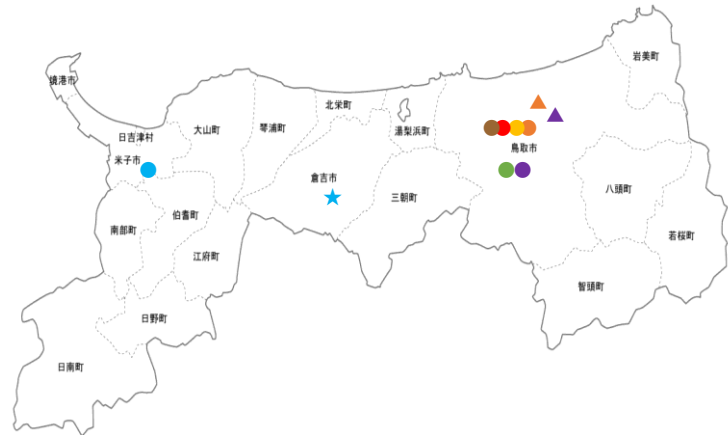 境港市
日吉津村
米子市
大山町
琴浦町
北栄町
湯梨浜町
岩美町
鳥取市
倉吉市
三朝町
八頭町
若桜町
智頭町
南部町
伯耆町
江府町
日野町
日南町